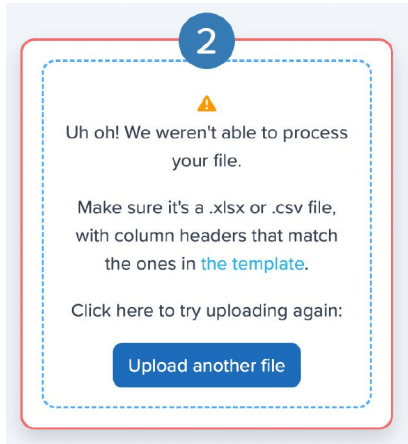 2
Uh oh! We weren't able to process
your file.
Make sure it's a .xlsx or .csv file,
with column headers that match
the ones in the template.
Click here to try uploading again:
Upload another file